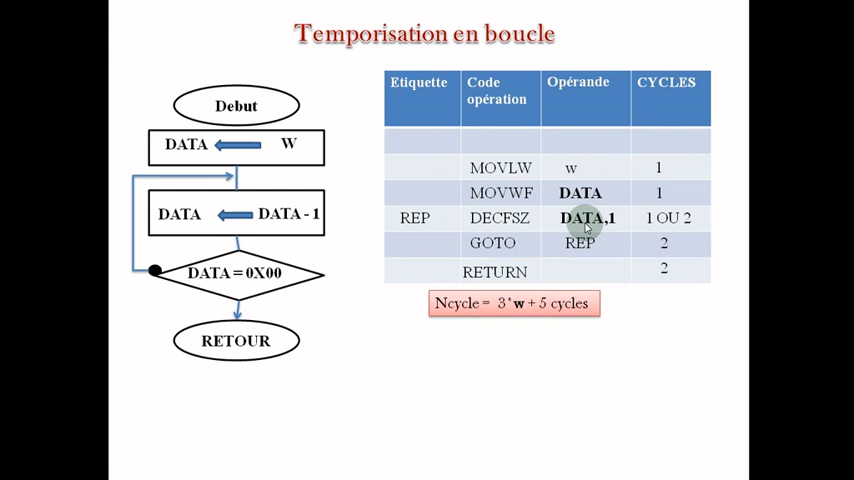 Temporisation en boucle
Debut
DATA W
DATA DATA - 1
DATA = 0X00
RETOUR
Etiquette Code opération Opérande CYCLES
MOVLW w 1
MOVWF DATA 1
REP DECFSZ DATA,1 1 OU 2
GOTO REP 2
RETURN 2
Ncycle = 3*w + 5 cycles